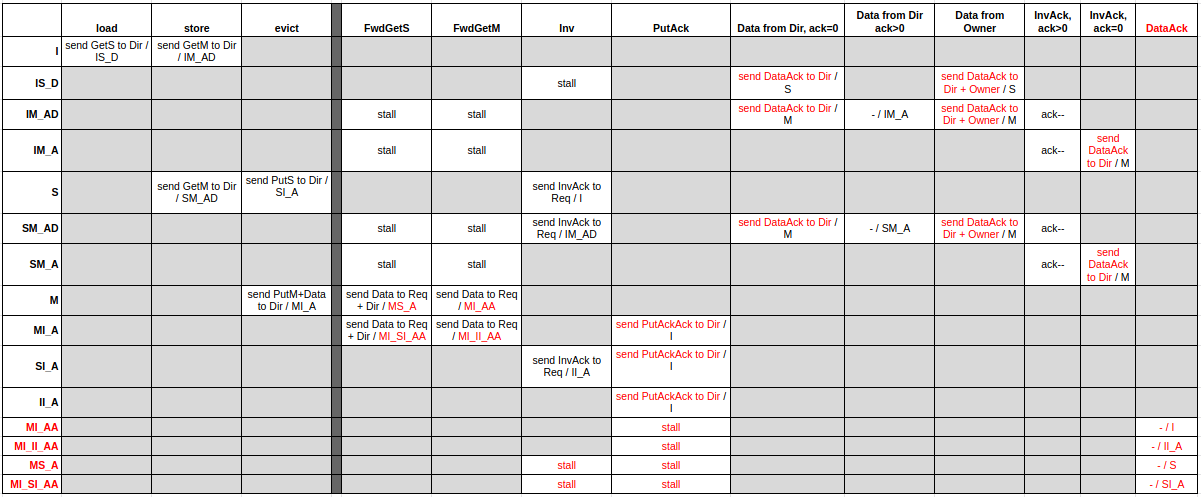 load store evict FwdGetS FwdGetM Inv PutAck Data from Dir, ack=0 Data from Dir ack>0 Data from Owner InvAck, ack>0 InvAck, ack=0 DataAck
I send GetS to Dir / IS_D send GetM to Dir / IM_AD
IS_D stall send DataAck to Dir / S send DataAck to Dir + Owner / S
IM_AD stall stall send DataAck to Dir / M - / IM_A send DataAck to Dir + Owner / M ack--
IM_A stall stall ack-- send DataAck to Dir / M
S send GetM to Dir / SM_AD send PutS to Dir / SI_A send InvAck to Req / I
SM_AD stall stall send InvAck to Req / IM_AD send DataAck to Dir / M - / SM_A send DataAck to Dir + Owner / M ack--
SM_A stall stall ack-- send DataAck to Dir / M
M send PutM+Data to Dir / MI_A send Data to Req + Dir / MS_A send Data to Req / MI_AA
MI_A send Data to Req + Dir / MI_SI_AA send Data to Req / MI_II_AA send PutAckAck to Dir / I
SI_A send InvAck to Req / II_A send PutAckAck to Dir / I
II_A send PutAckAck to Dir / I
MI_AA stall - / I
MI_II_AA stall - / II_A
MS_A stall stall - / S
MI_SI_AA stall stall - / SI_A